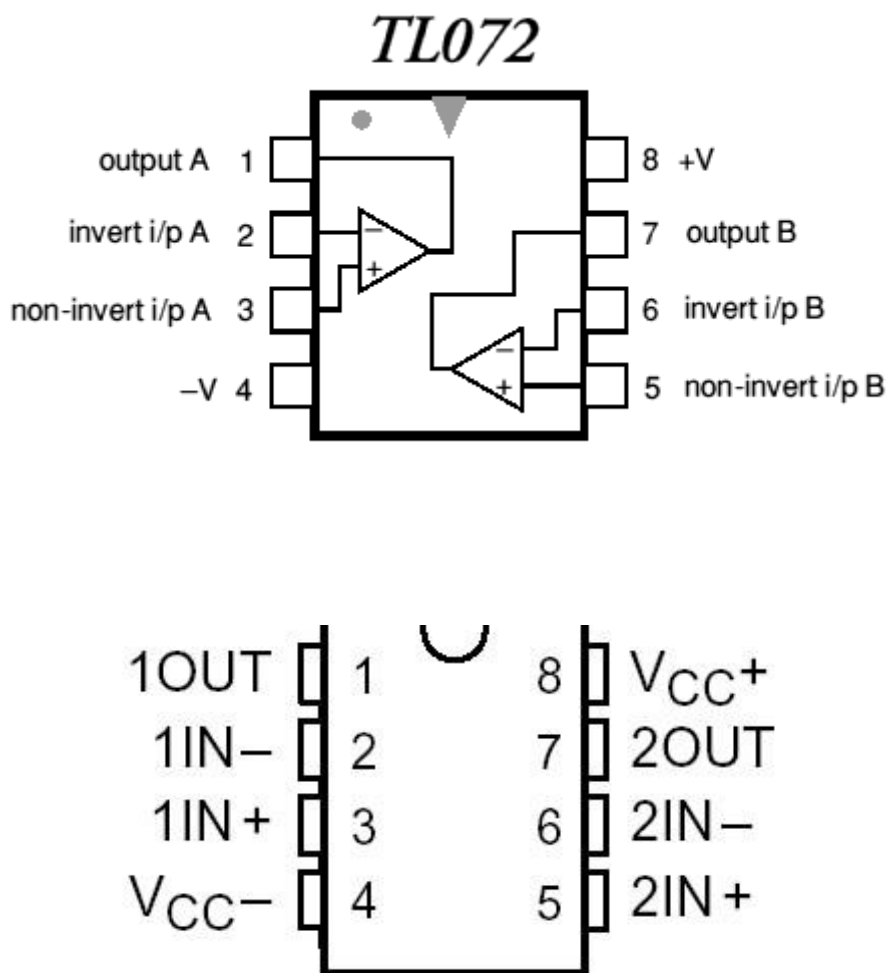 TL072
output A 1
8 +V
invert i/p A 2
7 output B
non-invert i/p A 3
6 invert i/p B
–V 4
5 non-invert i/p B
−
+
−
+
1OUT 1 8 VCC+
1IN− 2 7 2OUT
1IN+ 3 6 2IN−
VCC− 4 5 2IN+